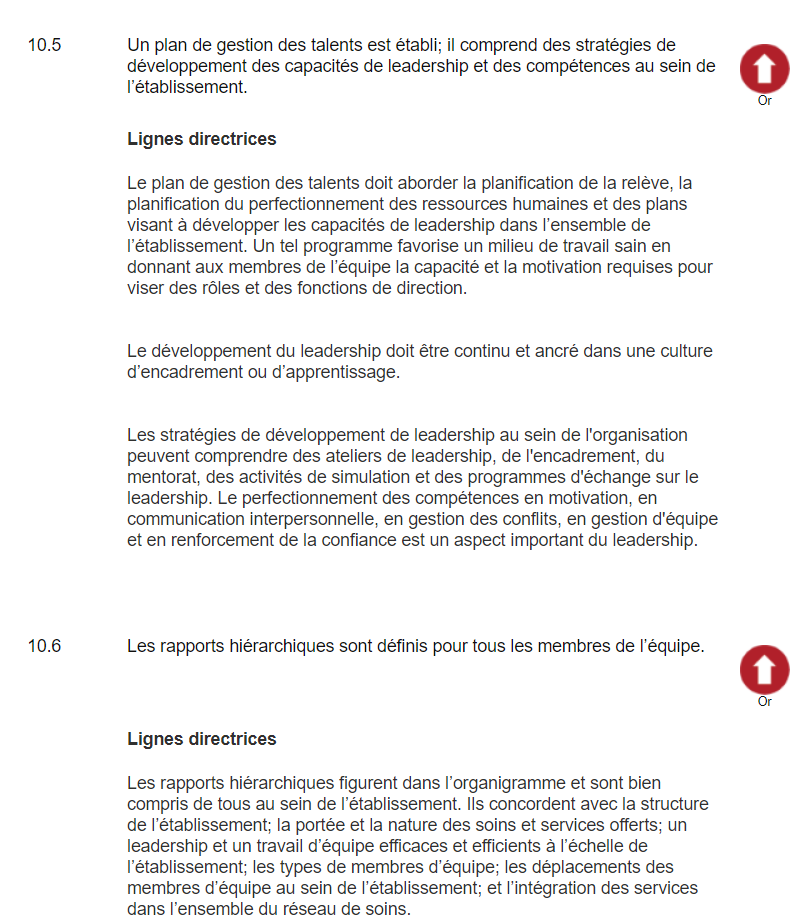 10.5 Un plan de gestion des talents est établi; il comprend des stratégies de
développement des capacités de leadership et des compétences au sein de
l’établissement.
Or
Lignes directrices
Le plan de gestion des talents doit aborder la planification de la relève, la
planification du perfectionnement des ressources humaines et des plans
visant à développer les capacités de leadership dans l’ensemble de
l’établissement. Un tel programme favorise un milieu de travail sain en
donnant aux membres de l’équipe la capacité et la motivation requises pour
viser des rôles et des fonctions de direction.
Le développement du leadership doit être continu et ancré dans une culture
d’encadrement ou d’apprentissage.
Les stratégies de développement de leadership au sein de l'organisation
peuvent comprendre des ateliers de leadership, de l'encadrement, du
mentorat, des activités de simulation et des programmes d'échange sur le
leadership. Le perfectionnement des compétences en motivation, en
communication interpersonnelle, en gestion des conflits, en gestion d'équipe
et en renforcement de la confiance est un aspect important du leadership.
10.6 Les rapports hiérarchiques sont définis pour tous les membres de l’équipe.
Or
Lignes directrices
Les rapports hiérarchiques figurent dans l’organigramme et sont bien
compris de tous au sein de l’établissement. Ils concordent avec la structure
de l’établissement; la portée et la nature des soins et services offerts; un
leadership et un travail d’équipe efficaces et efficients à l’échelle de
l’établissement; les types de membres d’équipe; les déplacements des
membres d’équipe au sein de l’établissement; et l’intégration des services
dans l’ensemble du réseau de soins.